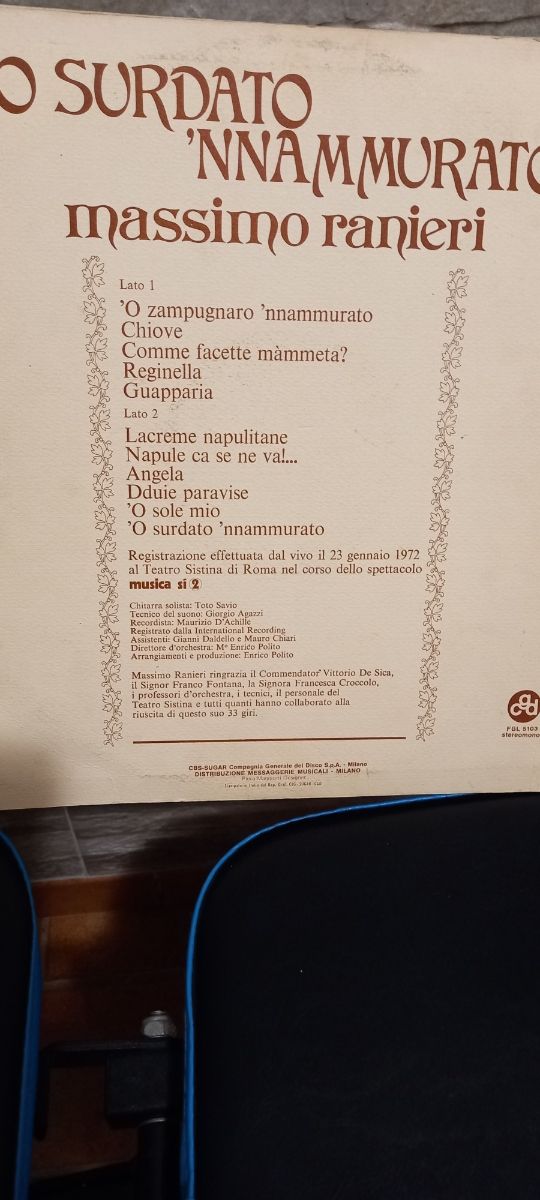 O SURDATO
'NNAMMURATO
massimo ranieri
Lato 1
'O zampugnaro 'nnammurato
Chiove
Comme facette màmmeta?
Reginella
Guapparia
Lato 2
Lacreme napulitane
Napule ca se ne va!...
Angela
Dduie paravise
'O sole mio
'O surdato 'nnammurato
Registrazione effettuata dal vivo il 23 gennaio 1972
al Teatro Sistina di Roma nel corso dello spettacolo
musica sì 2
Chitarra solista: Toto Savio
Tecnico del suono: Giorgio Agazzi
Recordista: Maurizio D'Achille
Registrato dalla International Recording
Assistenti: Gianni Daldello e Mauro Chiari
Direttore d'orchestra: Mº Enrico Polito
Arrangiamenti e produzione: Enrico Polito
Massimo Ranieri ringrazia il Commendator Vittorio De Sica,
il Signor Franco Fontana, la Signora Francesca Croccolo,
i professori d'orchestra, i tecnici, il personale del
Teatro Sistina e tutti quanti hanno collaborato alla
riuscita di questo suo 33 giri.
cgd
FGL 5103
stereomono
CBS-SUGAR Compagnia Generale del Disco S.p.A. - Milano
DISTRIBUZIONE MESSAGGERIE MUSICALI - MILANO